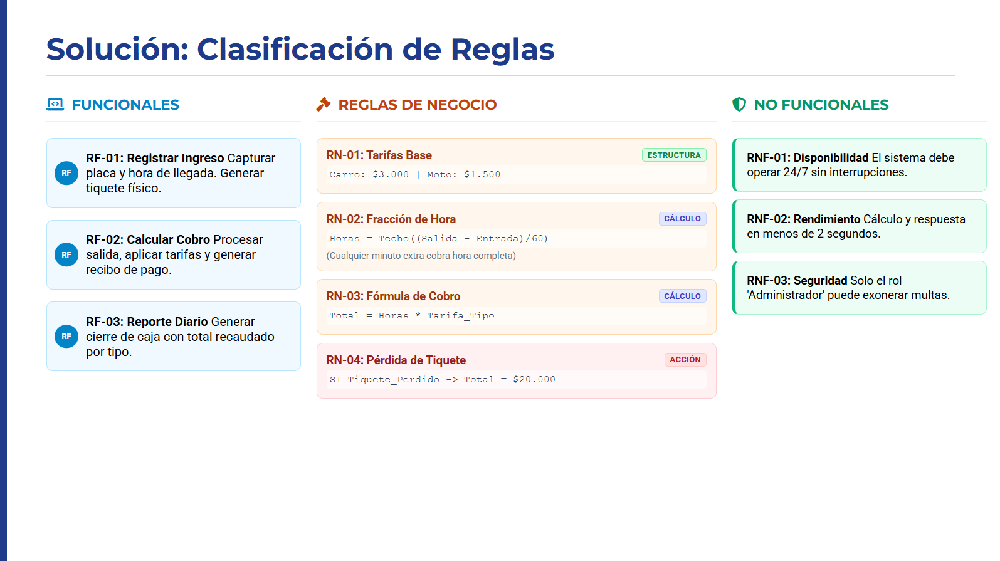 Solución: Clasificación de Reglas
FUNCIONALES
RF
RF-01: Registrar Ingreso Capturar
placa y hora de llegada. Generar
tiquete físico.
RF
RF-02: Calcular Cobro Procesar
salida, aplicar tarifas y generar
recibo de pago.
RF
RF-03: Reporte Diario Generar
cierre de caja con total recaudado
por tipo.
REGLAS DE NEGOCIO
RN-01: Tarifas Base
ESTRUCTURA
Carro: $3.000 | Moto: $1.500
RN-02: Fracción de Hora
CÁLCULO
Horas = Techo((Salida - Entrada)/60)
(Cualquier minuto extra cobra hora completa)
RN-03: Fórmula de Cobro
CÁLCULO
Total = Horas * Tarifa_Tipo
RN-04: Pérdida de Tiquete
ACCIÓN
SI Tiquete_Perdido -> Total = $20.000
NO FUNCIONALES
RNF-01: Disponibilidad El sistema debe
operar 24/7 sin interrupciones.
RNF-02: Rendimiento Cálculo y respuesta
en menos de 2 segundos.
RNF-03: Seguridad Solo el rol
'Administrador' puede exonerar multas.